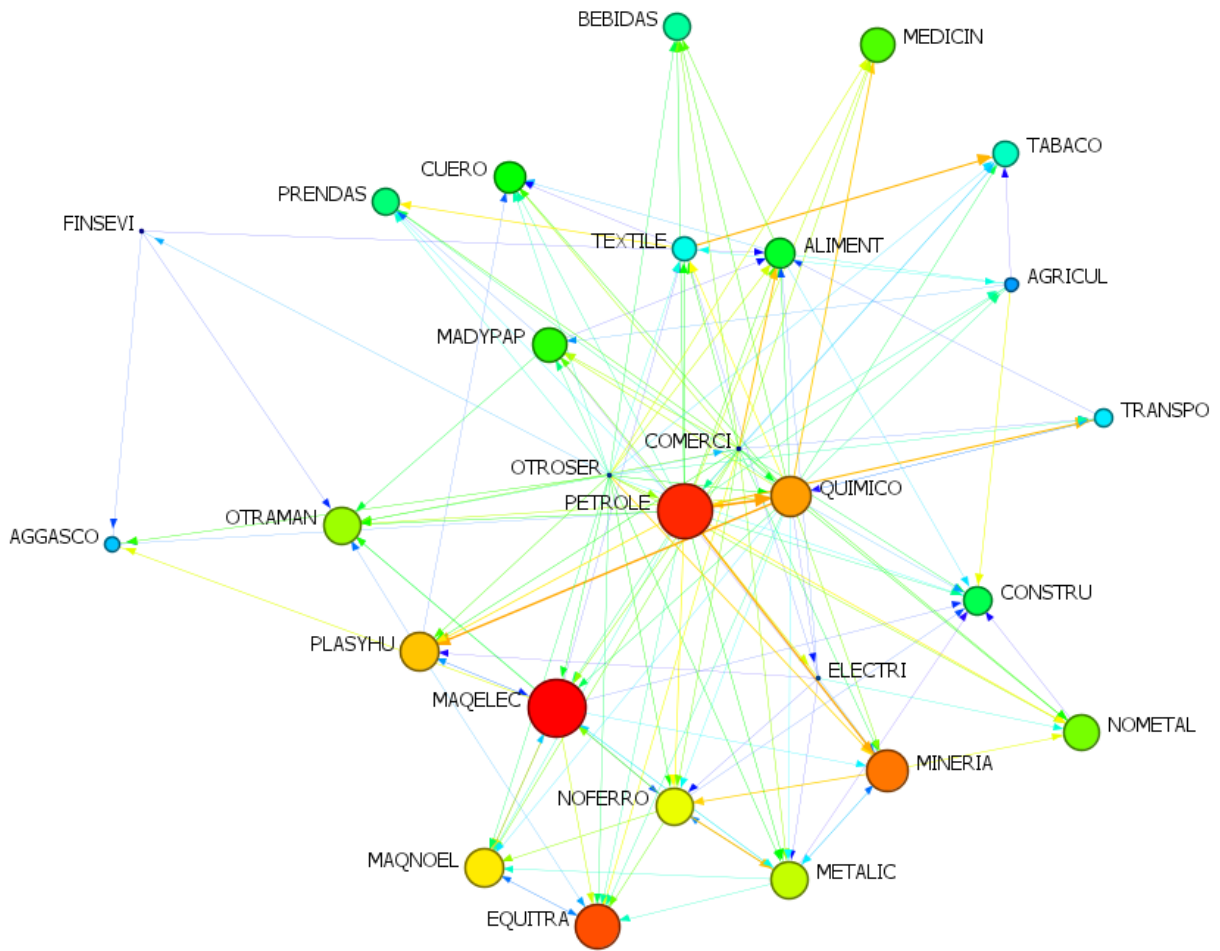 BEBIDAS
MEDICIN
TABACO
CUERO
PRENDAS
FINSEVI
TEXTILE
ALIMENT
AGRICUL
MADYPAP
TRANSPO
COMERCI
OTROSER
PETROLE
QUIMICO
OTRAMAN
AGGASCO
CONSTRU
PLASYHU
ELECTRI
MAQELEC
NOMETAL
MINERIA
NOFERRO
MAQNOEL
METALIC
EQUITRA